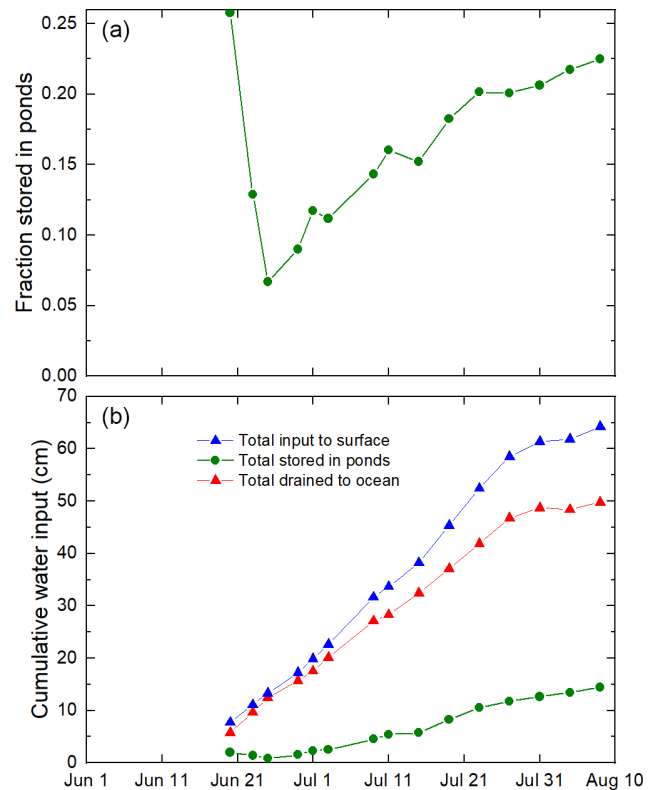 (a)
0.25
0.20
0.15
0.10
0.05
0.00
Fraction stored in ponds
(b)
70
60
50
40
30
20
10
0
Cumulative water input (cm)
Total input to surface
Total stored in ponds
Total drained to ocean
Jun 1 Jun 11 Jun 21 Jul 1 Jul 11 Jul 21 Jul 31 Aug 10